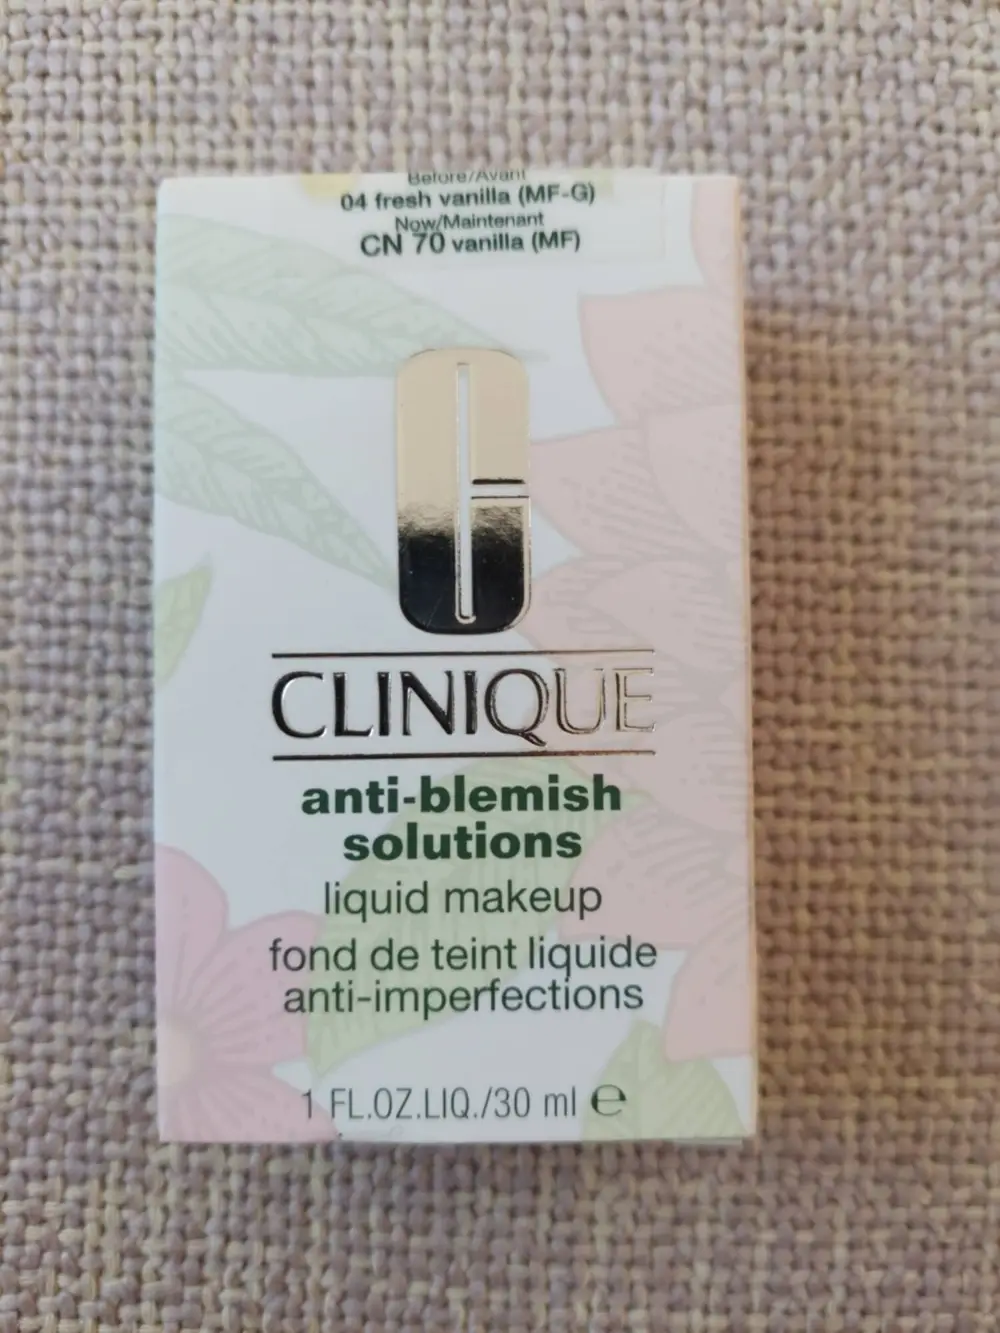 Before/Avant
04 fresh vanilla (MF-G)
Now/Maintenant
CN 70 vanilla (MF)
CLINIQUE
anti-blemish
solutions
liquid makeup
fond de teint liquide
anti-imperfections
1 FL.OZ.LIQ./30 ml ℮